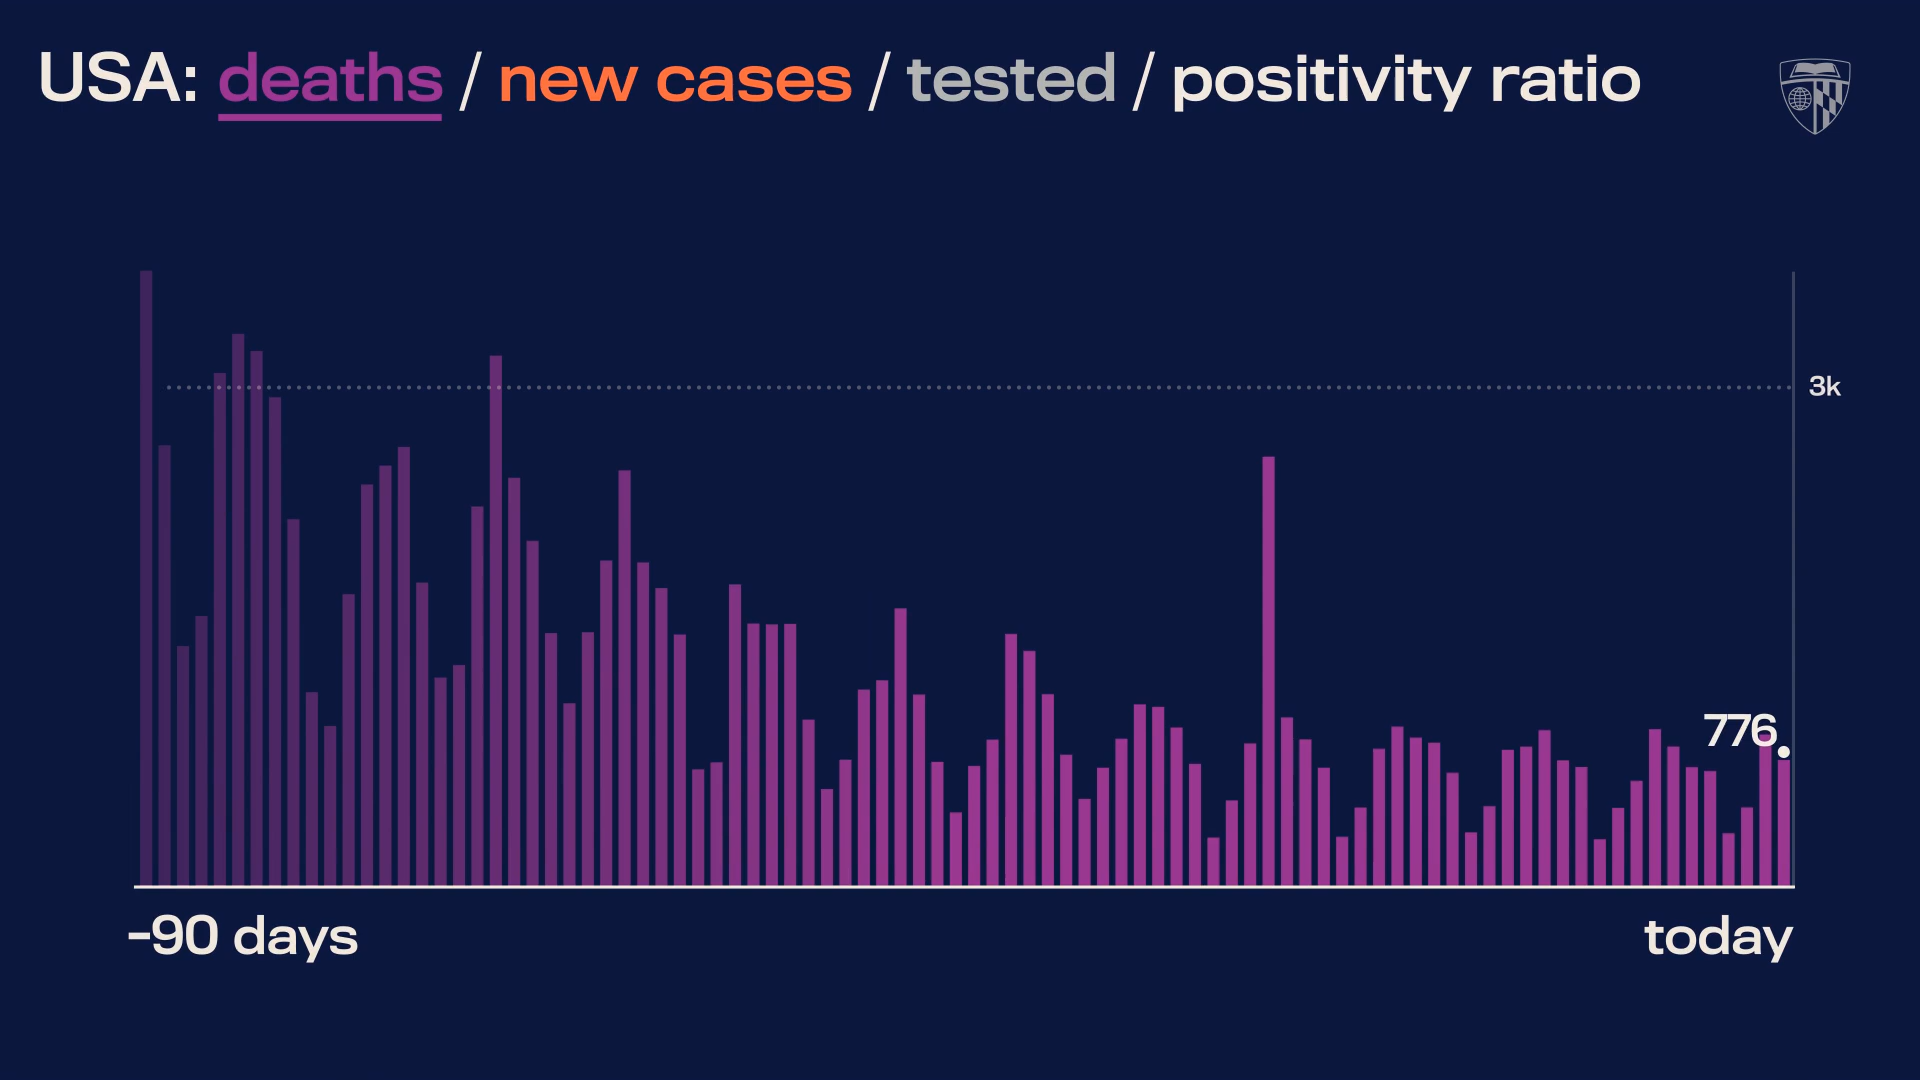 USA: deaths / new cases / tested / positivity ratio
3k
776
-90 days
today